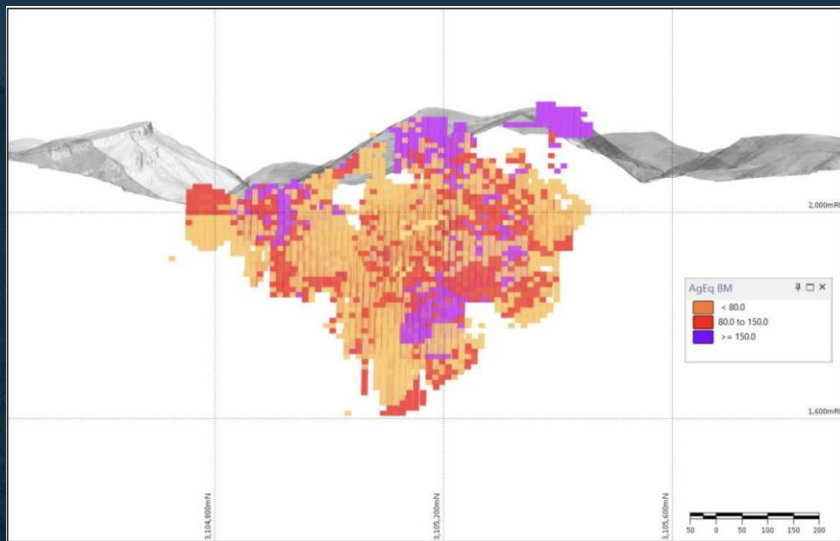 2,000mRl
AgEq BM
< 80.0
80.0 to 150.0
>= 150.0
1,600mRl
3,104,800mN
3,105,200mN
3,105,600mN
50 0 50 100 150 200